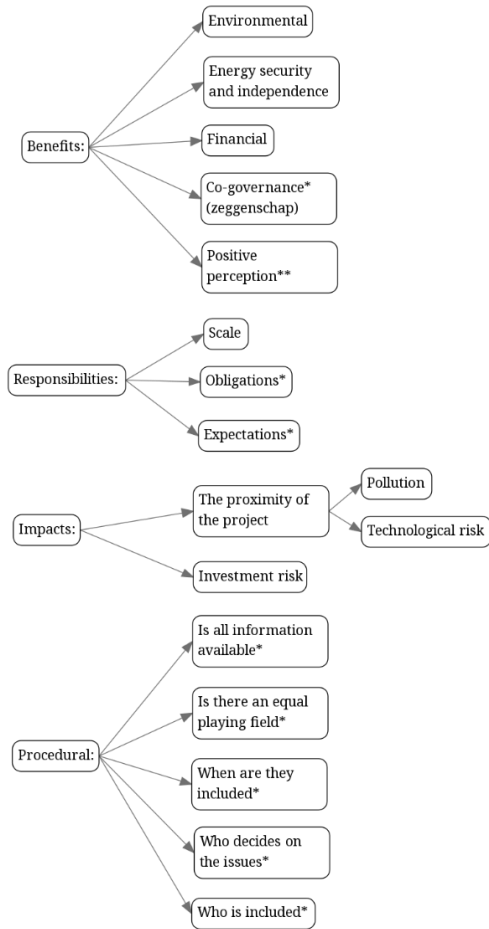 Benefits:
Environmental
Energy security
and independence
Financial
Co-governance*
(zeggenschap)
Positive
perception**
Responsibilities:
Scale
Obligations*
Expectations*
Impacts:
The proximity of
the project
Pollution
Technological risk
Investment risk
Procedural:
Is all information
available*
Is there an equal
playing field*
When are they
included*
Who decides on
the issues*
Who is included*